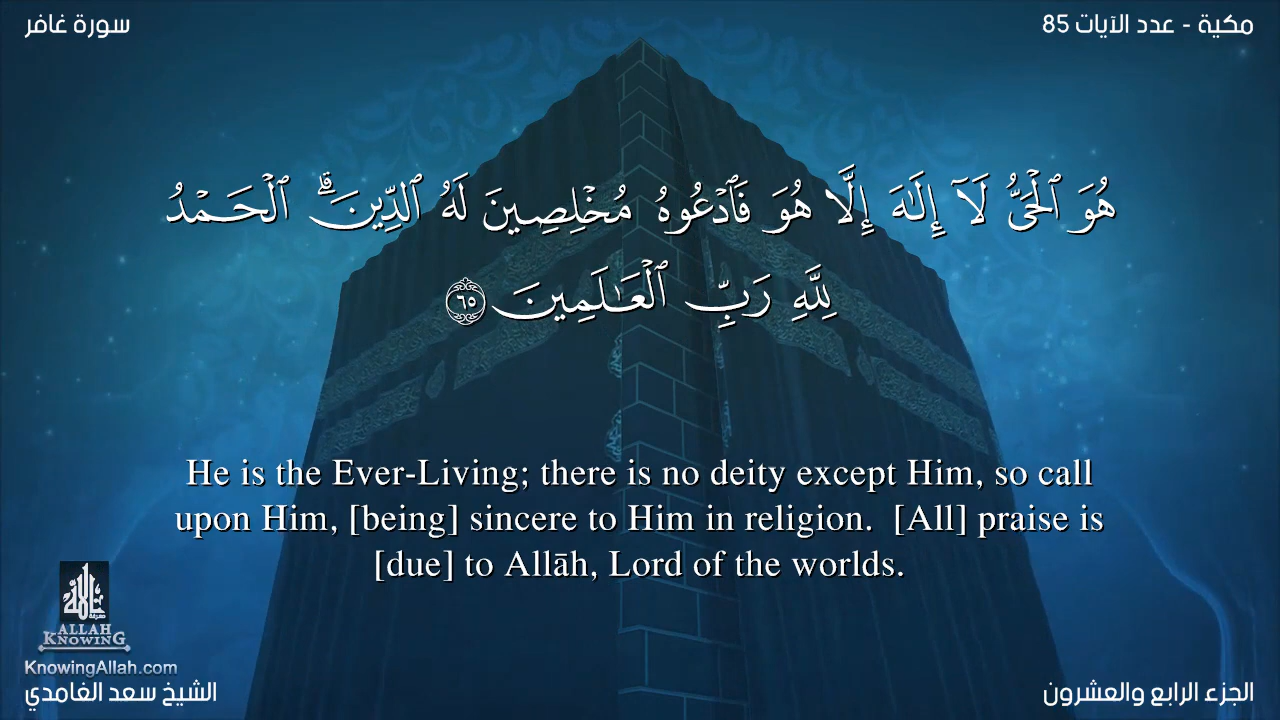 سورة غافر
مكية - عدد الآيات 85
هُوَ ٱلْحَىُّ لَآ إِلَٰهَ إِلَّا هُوَ فَٱدْعُوهُ مُخْلِصِينَ لَهُ ٱلدِّينَ ۗ ٱلْحَمْدُ
لِلَّهِ رَبِّ ٱلْعَٰلَمِينَ ٦٥
He is the Ever-Living; there is no deity except Him, so call
upon Him, [being] sincere to Him in religion.  [All] praise is
[due] to Allāh, Lord of the worlds.
ALLAH
KNOWING
KnowingAllah.com
الشيخ سعد الغامدي
الجزء الرابع والعشرون